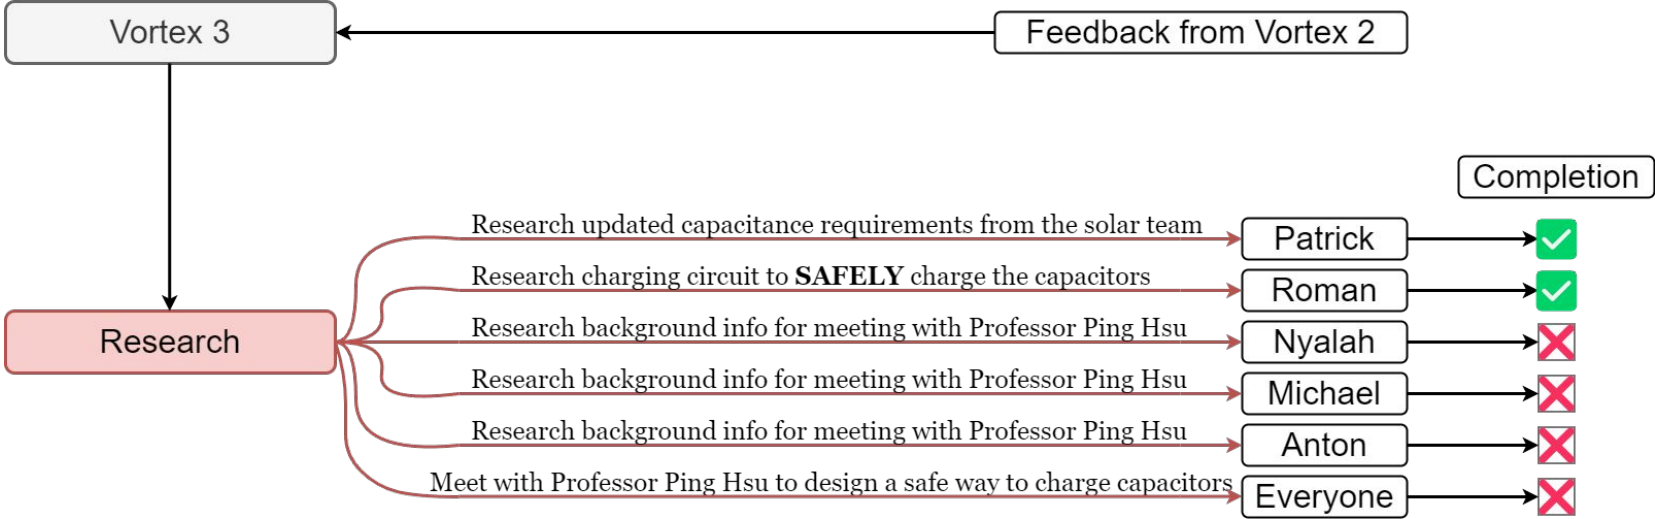 Vortex 3
Feedback from Vortex 2
Completion
Research updated capacitance requirements from the solar team
Patrick
Research charging circuit to SAFELY charge the capacitors
Roman
Research
Research background info for meeting with Professor Ping Hsu
Nyalah
Research background info for meeting with Professor Ping Hsu
Michael
Research background info for meeting with Professor Ping Hsu
Anton
Meet with Professor Ping Hsu to design a safe way to charge capacitors
Everyone